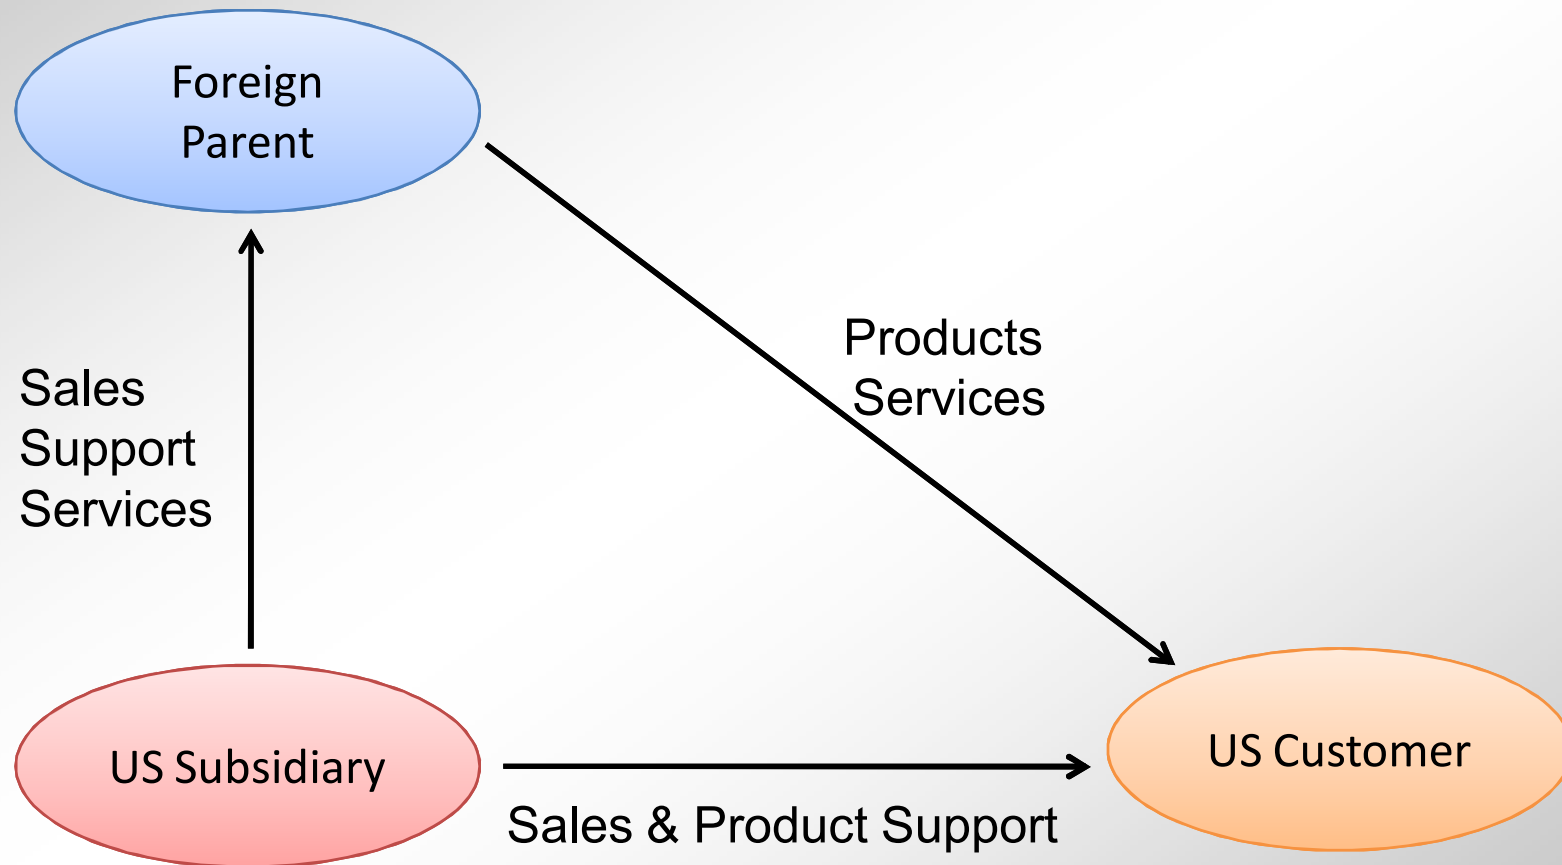 Foreign
Parent
Products
Services
Sales
Support
Services
US Subsidiary
US Customer
Sales & Product Support